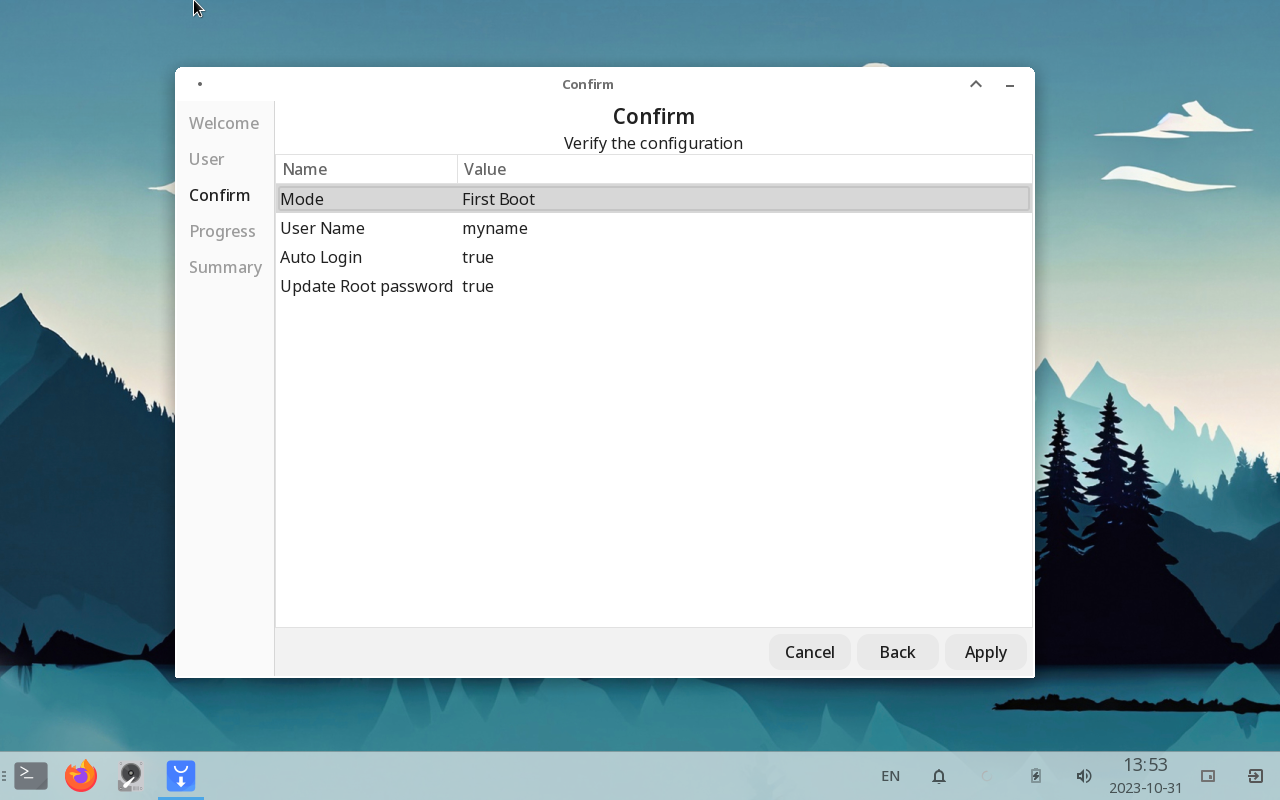 Confirm
Welcome
User
Confirm
Progress
Summary
Confirm
Verify the configuration
Name Value
Mode First Boot
User Name myname
Auto Login true
Update Root password true
Cancel Back Apply
EN
13:53
2023-10-31